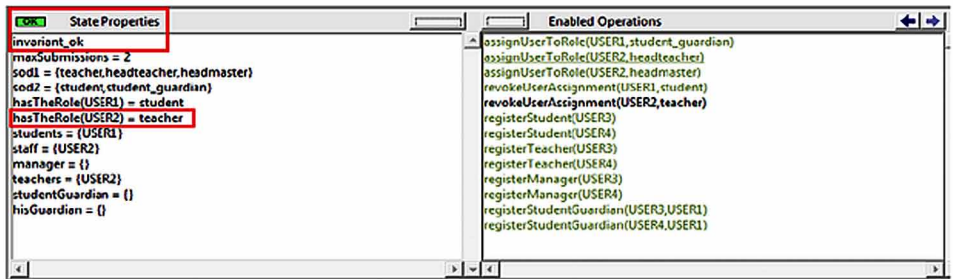 OK State Properties
invariant_ok
maxSubmissions = 2
sod1 = {teacher,headteacher,headmaster}
sod2 = {student,student_guardian}
hasTheRole(USER1) = student
hasTheRole(USER2) = teacher
students = {USER1}
staff = {USER2}
manager = {}
teachers = {USER2}
studentGuardian = {}
hisGuardian = {}
Enabled Operations
assignUserToRole(USER1,student_guardian)
assignUserToRole(USER2,headteacher)
assignUserToRole(USER2,headmaster)
revokeUserAssignment(USER1,student)
revokeUserAssignment(USER2,teacher)
registerStudent(USER3)
registerStudent(USER4)
registerTeacher(USER3)
registerTeacher(USER4)
registerManager(USER3)
registerManager(USER4)
registerStudentGuardian(USER3,USER1)
registerStudentGuardian(USER4,USER1)